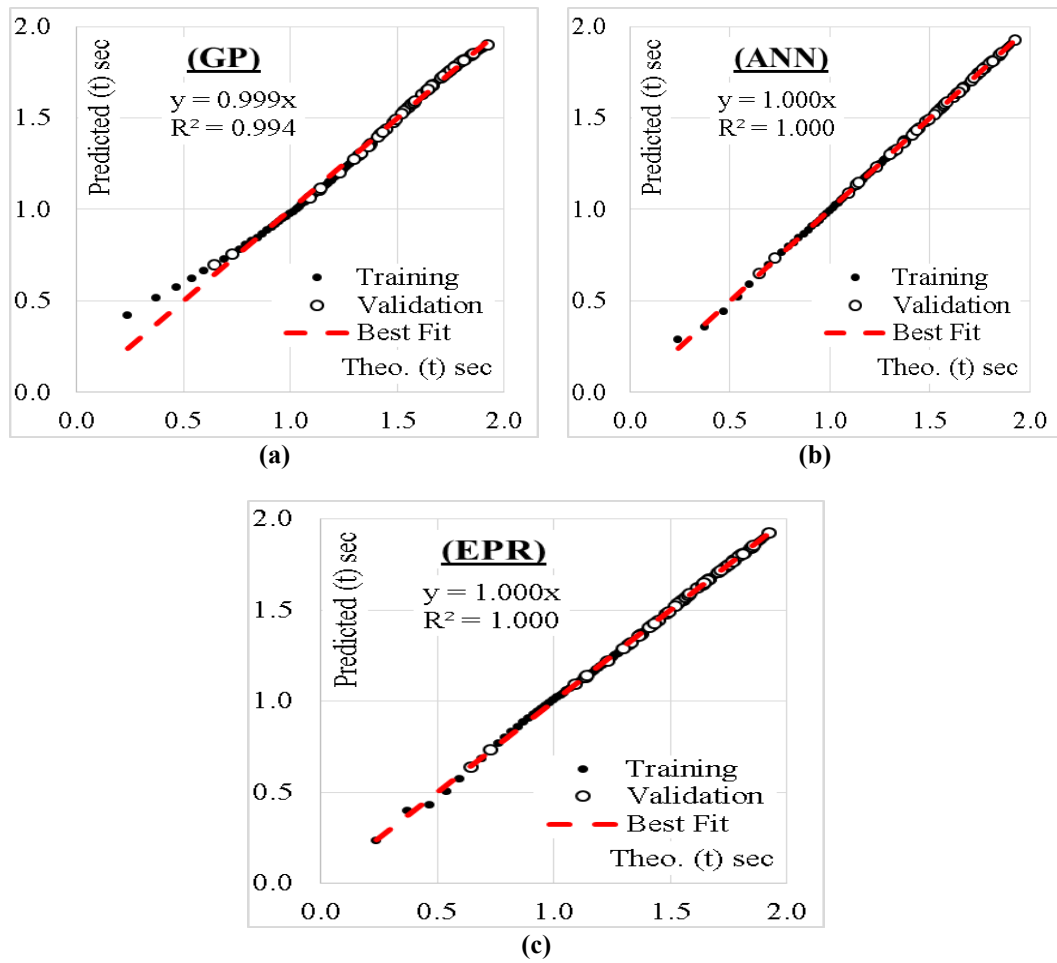 2.0
1.5
1.0
0.5
0.0
Predicted (t) sec
(GP)
y = 0.999x
R² = 0.994
Training
Validation
Best Fit
Theo. (t) sec
0.0 0.5 1.0 1.5 2.0
(a)
2.0
1.5
1.0
0.5
0.0
Predicted (t) sec
(ANN)
y = 1.000x
R² = 1.000
Training
Validation
Best Fit
Theo. (t) sec
0.0 0.5 1.0 1.5 2.0
(b)
2.0
1.5
1.0
0.5
0.0
Predicted (t) sec
(EPR)
y = 1.000x
R² = 1.000
Training
Validation
Best Fit
Theo. (t) sec
0.0 0.5 1.0 1.5 2.0
(c)